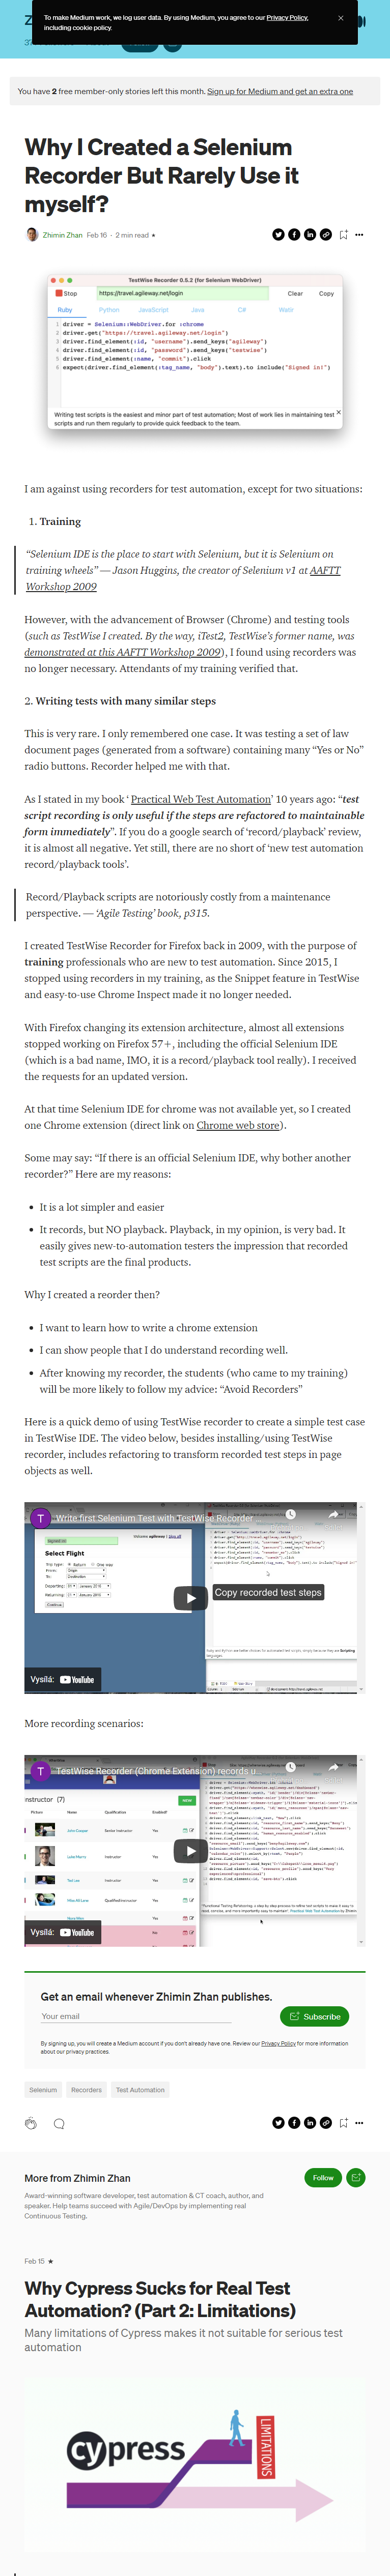 To make Medium work, we log user data. By using Medium, you agree to our Privacy Policy,
including cookie policy.
You have 2 free member-only stories left this month. Sign up for Medium and get an extra one
Why I Created a Selenium
Recorder But Rarely Use it
myself?
Zhimin Zhan Feb 16 · 2 min read
TestWise Recorder 0.5.2 (for Selenium WebDriver)
Stop https://travel.agileway.net/login Clear Copy
Ruby Python JavaScript Java C# Watir
1 driver = Selenium::WebDriver.for :chrome
2 driver.get("https://travel.agileway.net/login")
3 driver.find_element(:id, "username").send_keys("agileway")
4 driver.find_element(:id, "password").send_keys("testwise")
5 driver.find_element(:name, "commit").click
6 expect(driver.find_element(:tag_name, "body").text).to include("Signed in!")
Writing test scripts is the easiest and minor part of test automation; Most of work lies in maintaining test
scripts and run them regularly to provide quick feedback to the team.
I am against using recorders for test automation, except for two situations:
1. Training
“Selenium IDE is the place to start with Selenium, but it is Selenium on
training wheels” — Jason Huggins, the creator of Selenium v1 at AAFTT
Workshop 2009
However, with the advancement of Browser (Chrome) and testing tools
(such as TestWise I created. By the way, iTest2, TestWise’s former name, was
demonstrated at this AAFTT Workshop 2009), I found using recorders was
no longer necessary. Attendants of my training verified that.
2. Writing tests with many similar steps
This is very rare. I only remembered one case. It was testing a set of law
document pages (generated from a software) containing many “Yes or No”
radio buttons. Recorder helped me with that.
As I stated in my book ‘ Practical Web Test Automation’ 10 years ago: “test
script recording is only useful if the steps are refactored to maintainable
form immediately”. If you do a google search of ‘record/playback’ review,
it is almost all negative. Yet still, there are no short of ‘new test automation
record/playback tools’.
Record/Playback scripts are notoriously costly from a maintenance
perspective. — ‘Agile Testing’ book, p315.
I created TestWise Recorder for Firefox back in 2009, with the purpose of
training professionals who are new to test automation. Since 2015, I
stopped using recorders in my training, as the Snippet feature in TestWise
and easy-to-use Chrome Inspect made it no longer needed.
With Firefox changing its extension architecture, almost all extensions
stopped working on Firefox 57+, including the official Selenium IDE
(which is a bad name, IMO, it is a record/playback tool really). I received
the requests for an updated version.
At that time Selenium IDE for chrome was not available yet, so I created
one Chrome extension (direct link on Chrome web store).
Some may say: “If there is an official Selenium IDE, why bother another
recorder?” Here are my reasons:
It is a lot simpler and easier
It records, but NO playback. Playback, in my opinion, is very bad. It
easily gives new-to-automation testers the impression that recorded
test scripts are the final products.
Why I created a reorder then?
I want to learn how to write a chrome extension
I can show people that I do understand recording well.
After knowing my recorder, the students (who came to my training)
will be more likely to follow my advice: “Avoid Recorders”
Here is a quick demo of using TestWise recorder to create a simple test case
in TestWise IDE. The video below, besides installing/using TestWise
recorder, includes refactoring to transform recorded test steps in page
objects as well.
T Write first Selenium Test with TestWise Recorder ...
Select Flight
Copy recorded test steps
Vysílá: YouTube
More recording scenarios:
T TestWise Recorder (Chrome Extension) records u...
nstructor (7) NEW
Vysílá: YouTube
Get an email whenever Zhimin Zhan publishes.
Your email
Subscribe
By signing up, you will create a Medium account if you don’t already have one. Review our Privacy Policy for more information
about our privacy practices.
Selenium Recorders Test Automation
More from Zhimin Zhan
Follow
Award-winning software developer, test automation & CT coach, author, and
speaker. Help teams succeed with Agile/DevOps by implementing real
Continuous Testing.
Feb 15
Why Cypress Sucks for Real Test
Automation? (Part 2: Limitations)
Many limitations of Cypress makes it not suitable for serious test
automation
cypress
LIMITATIONS